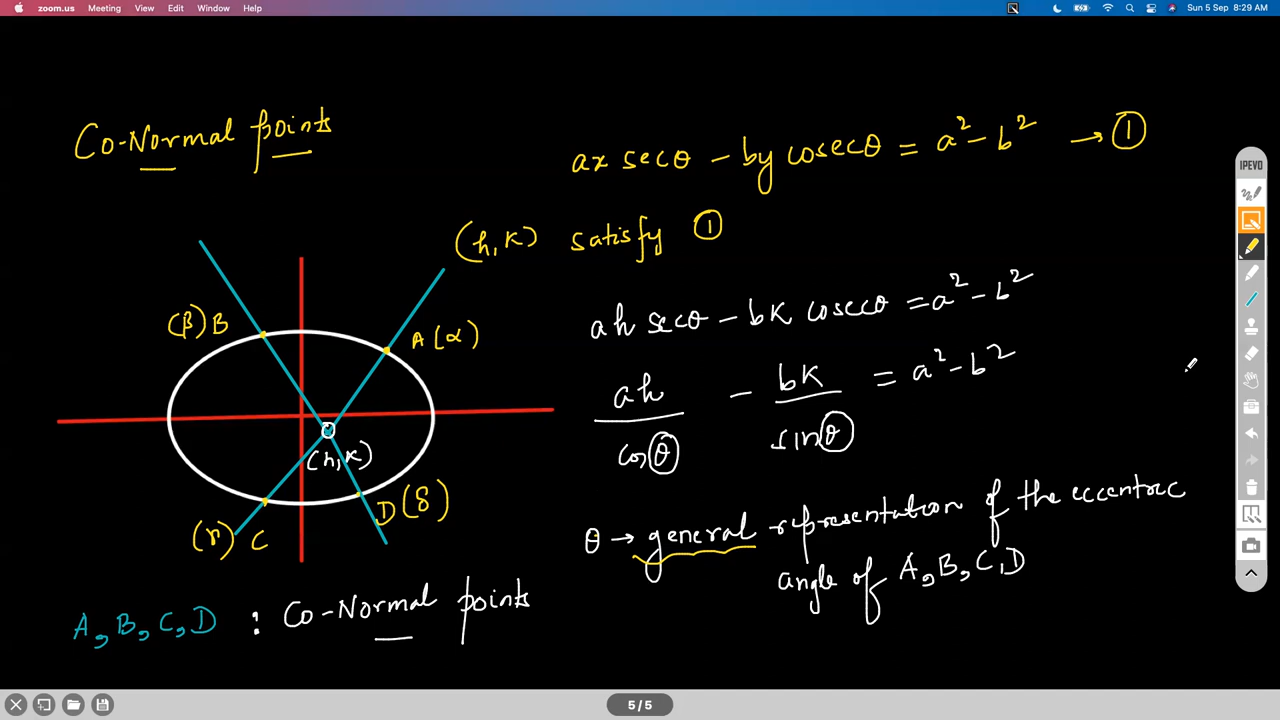 zoom.us Meeting View Edit Window Help
Sun 5 Sep 8:29 AM
Co-Normal points
ax secθ - by cosecθ = a² - b² → ①
(h, k) satisfy ①
ah secθ - bk cosecθ = a² - b²
ah/cosθ - bk/sinθ = a² - b²
(β) B
A (α)
(h, k)
(r) C
D (δ)
θ → general representation of the eccentric
angle of A, B, C, D
A, B, C, D : Co-Normal points
IPEVO
5/5